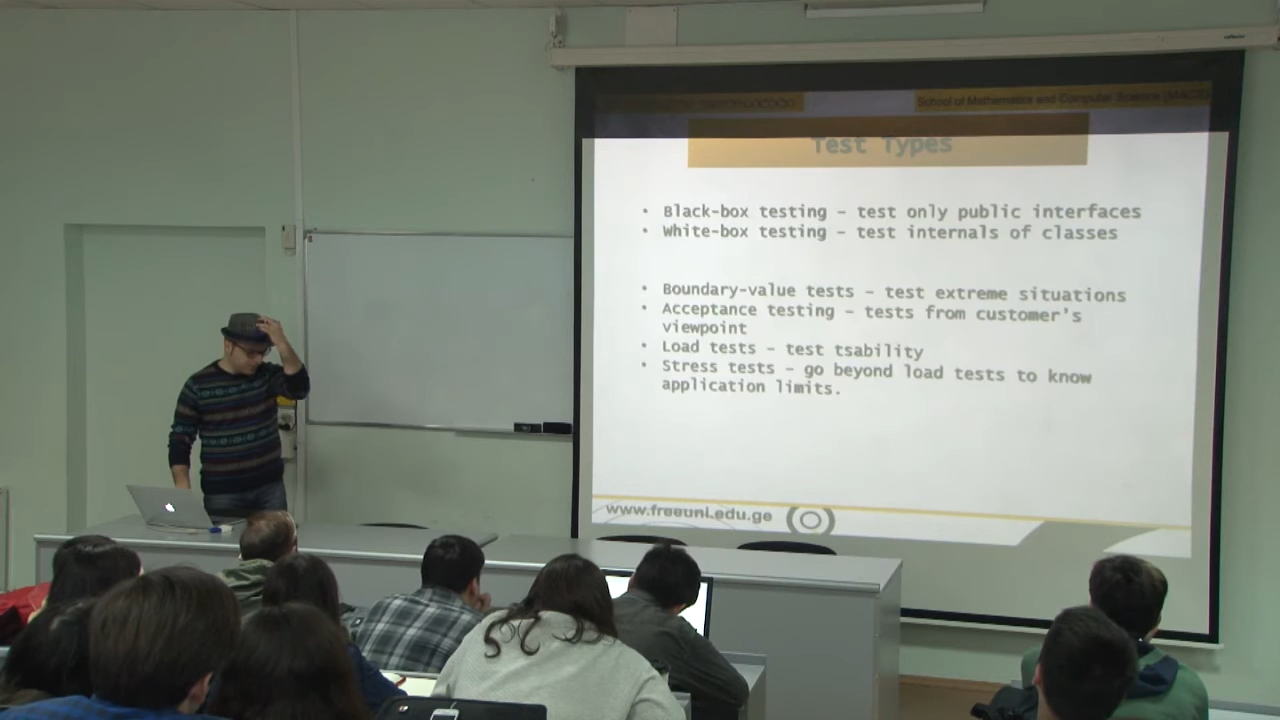 School of Mathematics and Computer Science (MACS)
Test Types
• Black-box testing – test only public interfaces
• White-box testing – test internals of classes
• Boundary-value tests – test extreme situations
• Acceptance testing – tests from customer's
viewpoint
• Load tests – test tsability
• Stress tests – go beyond load tests to know
application limits.
www.freeuni.edu.ge